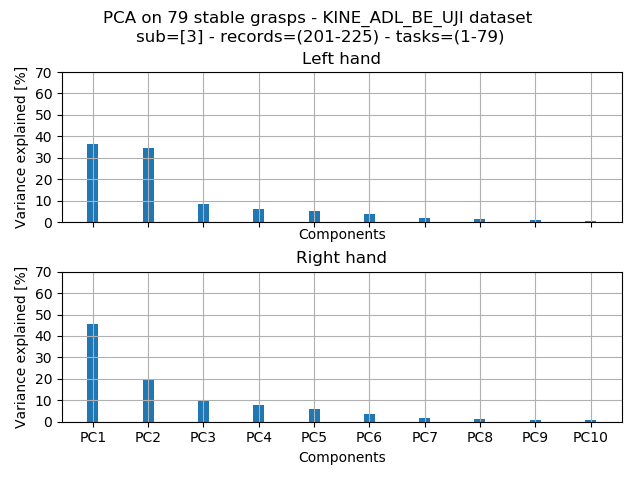 PCA on 79 stable grasps - KINE_ADL_BE_UJI dataset
sub=[3] - records=(201-225) - tasks=(1-79)
Left hand
Variance explained [%]
70
60
50
40
30
20
10
0
Components
Right hand
Variance explained [%]
70
60
50
40
30
20
10
0
PC1 PC2 PC3 PC4 PC5 PC6 PC7 PC8 PC9 PC10
Components